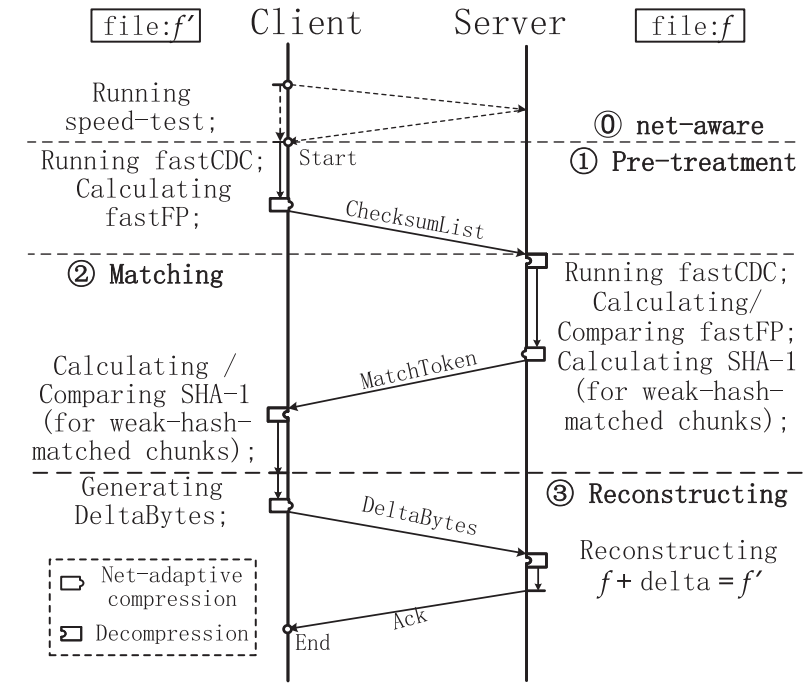 file:f′ Client Server file:f
Running
speed-test;
⓪ net-aware
Start
① Pre-treatment
Running fastCDC;
Calculating
fastFP;
ChecksumList
② Matching
Running fastCDC;
Calculating/
Comparing fastFP;
Calculating SHA-1
(for weak-hash-
matched chunks);
MatchToken
Calculating /
Comparing SHA-1
(for weak-hash-
matched chunks);
③ Reconstructing
Generating
DeltaBytes;
DeltaBytes
Reconstructing
f+ delta =f′
Ack
End
Net-adaptive
compression
Decompression